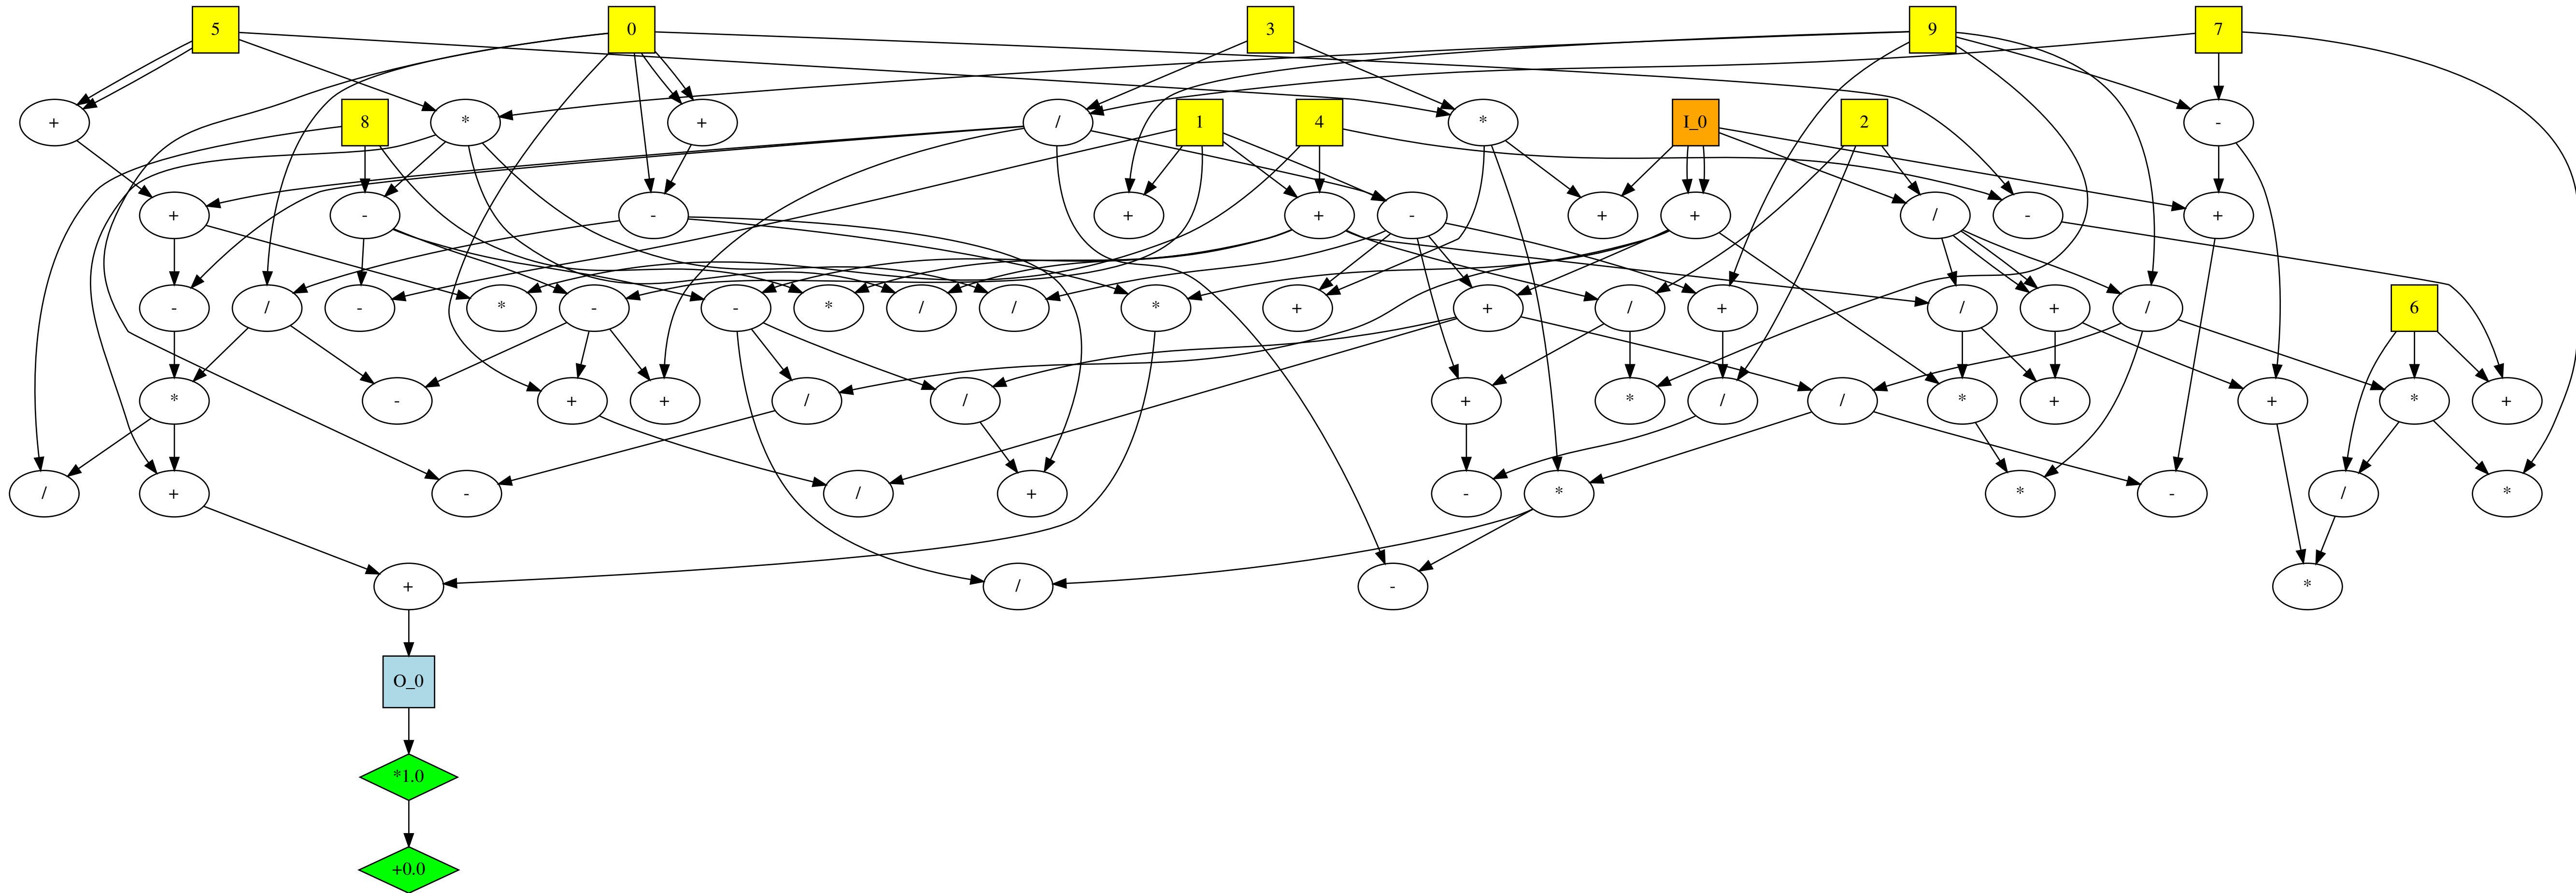 5 0 3 9 7
+ 8 * + / 1 4 * I_0 2 -
+ - - + + - + + / - +
- / - * - - * / / * + + / + / + / 6
* - + + / / + * / / * + + * +
/ + - / + - * * - / *
+ / - *
O_0
*1.0
+0.0